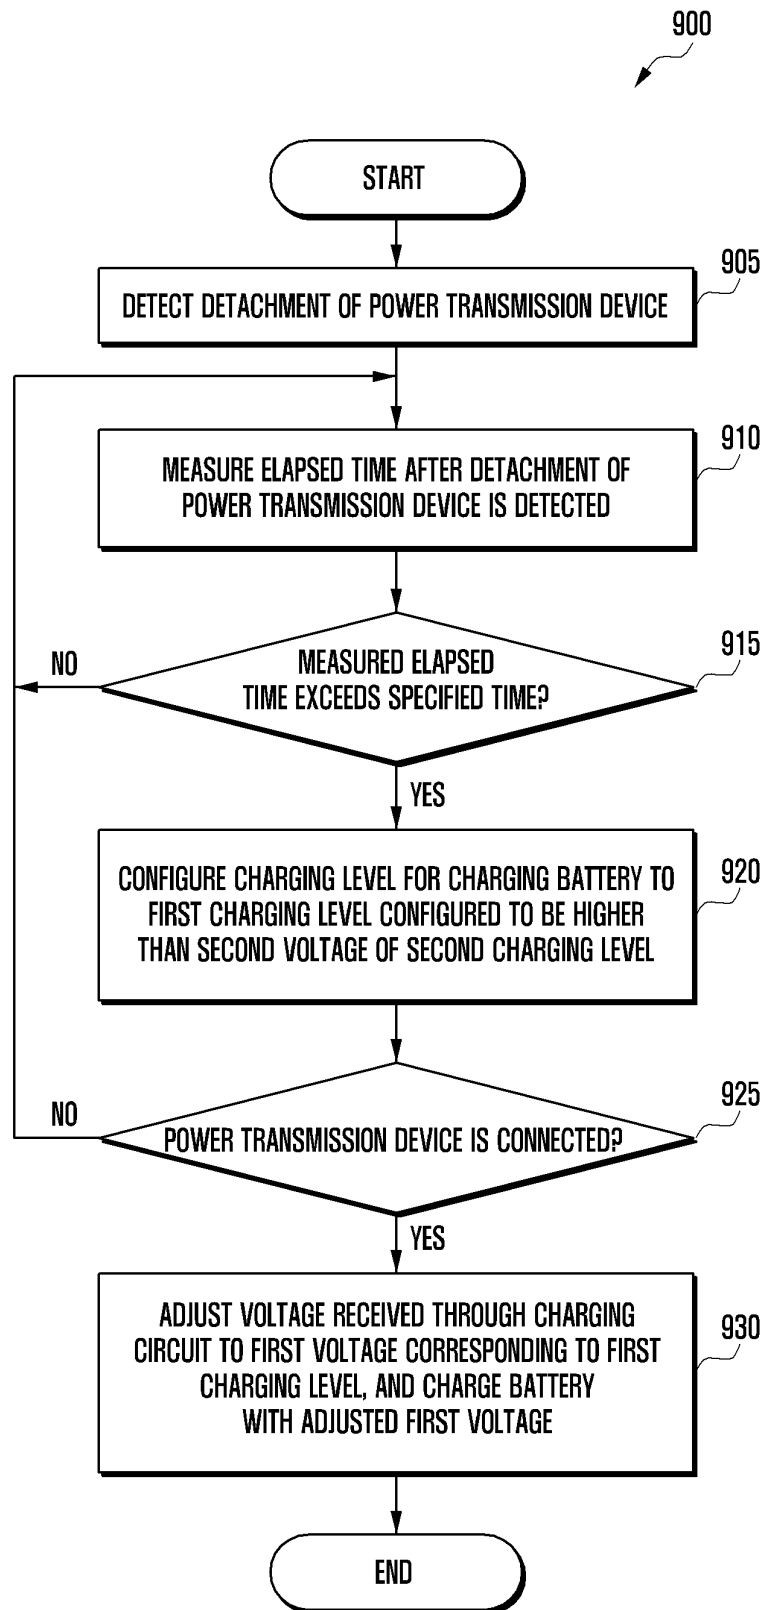 900
START
905
DETECT DETACHMENT OF POWER TRANSMISSION DEVICE
910
MEASURE ELAPSED TIME AFTER DETACHMENT OF
POWER TRANSMISSION DEVICE IS DETECTED
915
NO
MEASURED ELAPSED
TIME EXCEEDS SPECIFIED TIME?
YES
920
CONFIGURE CHARGING LEVEL FOR CHARGING BATTERY TO
FIRST CHARGING LEVEL CONFIGURED TO BE HIGHER
THAN SECOND VOLTAGE OF SECOND CHARGING LEVEL
925
NO
POWER TRANSMISSION DEVICE IS CONNECTED?
YES
930
ADJUST VOLTAGE RECEIVED THROUGH CHARGING
CIRCUIT TO FIRST VOLTAGE CORRESPONDING TO FIRST
CHARGING LEVEL, AND CHARGE BATTERY
WITH ADJUSTED FIRST VOLTAGE
END